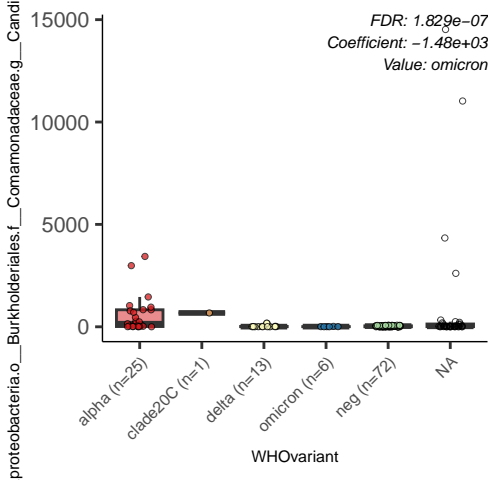 proteobacteria.o__Burkholderiales.f__Comamonadaceae.g__Candi
15000
10000
5000
0
FDR: 1.829e−07
Coefficient: −1.48e+03
Value: omicron
alpha (n=25)
clade20C (n=1)
delta (n=13)
omicron (n=6)
neg (n=72)
NA
WHOvariant